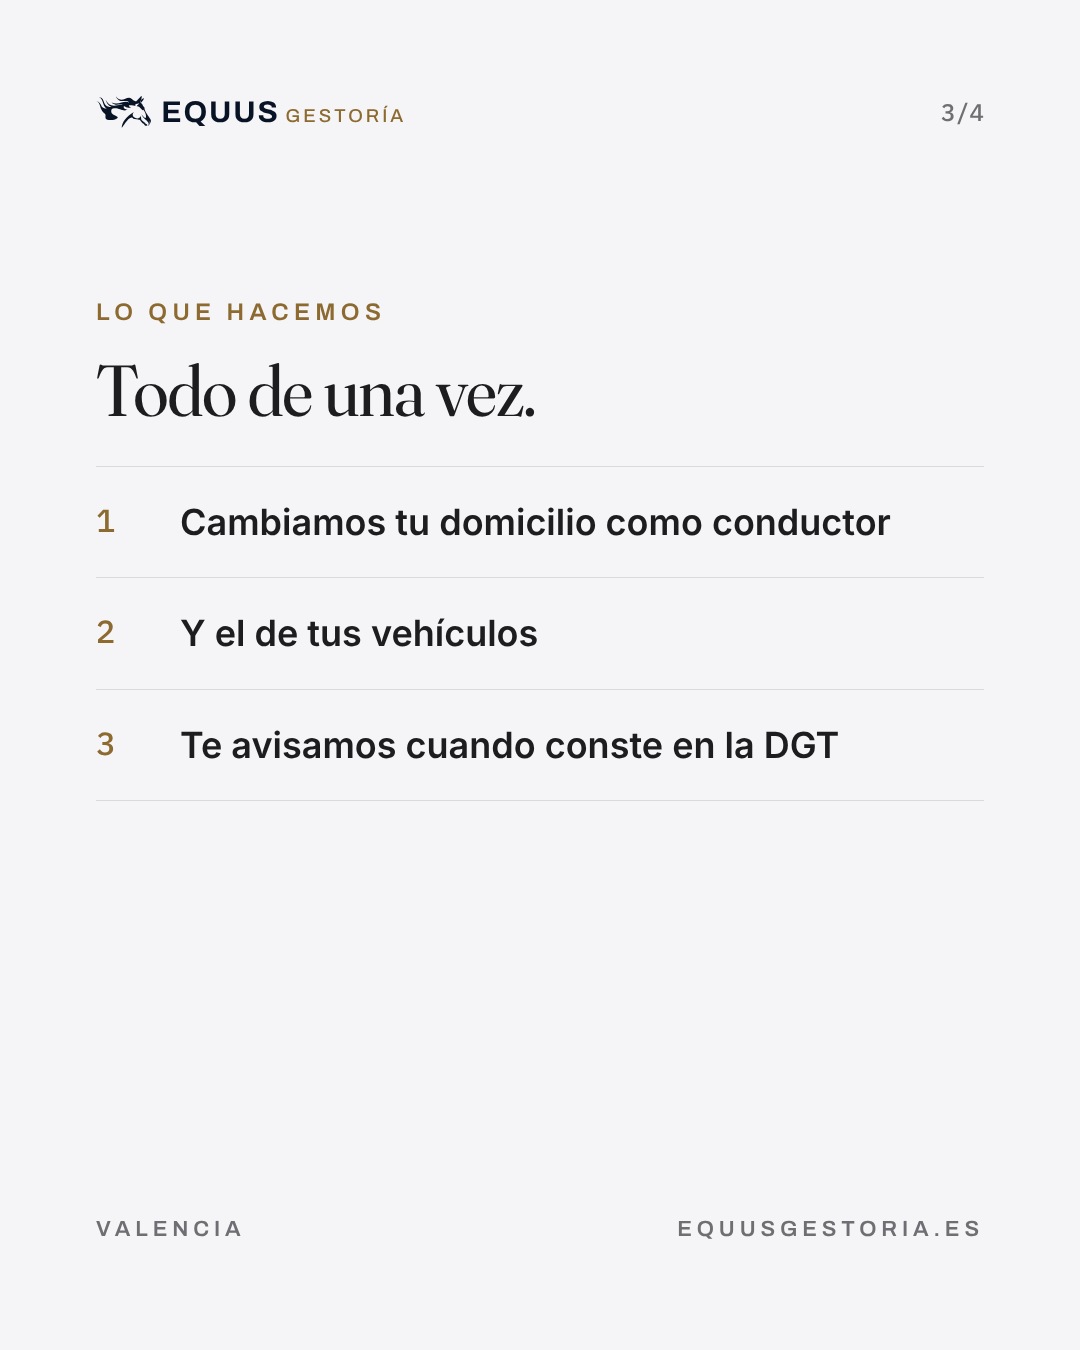 EQUUS GESTORÍA
3/4
LO QUE HACEMOS
Todo de una vez.
1 Cambiamos tu domicilio como conductor
2 Y el de tus vehículos
3 Te avisamos cuando conste en la DGT
VALENCIA
EQUUSGESTORIA.ES